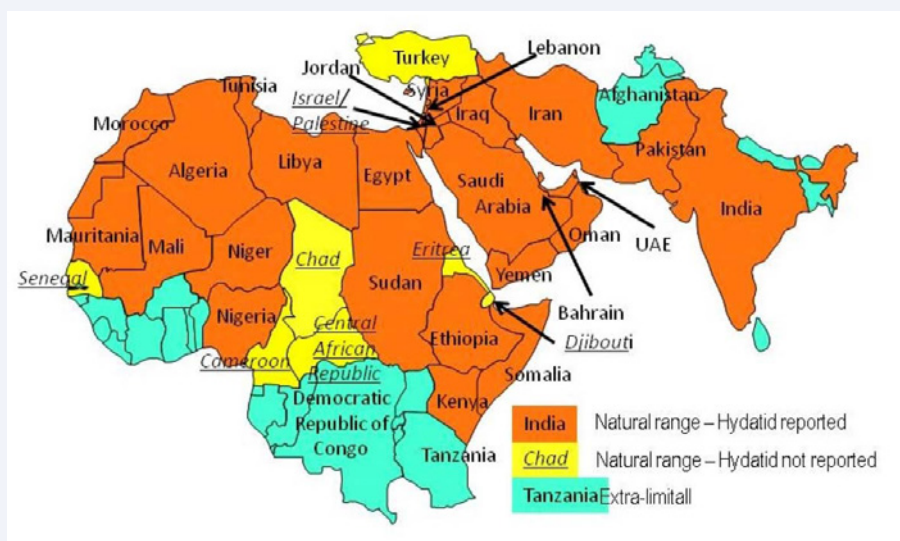 Turkey
Lebanon
Jordan
Syria
Tunisia
Israel/
Palestine
Iraq
Iran
Afghanistan
Morocco
Algeria
Libya
Egypt
Saudi
Arabia
Pakistan
India
Mauritania
Mali
Niger
Chad
Eritrea
Oman
UAE
Senegal
Sudan
Yemen
Bahrain
Nigeria
Central
African
Republic
Cameroon
Ethiopia
Djibouti
Somalia
Democratic
Republic of
Congo
Kenya
Tanzania
India Natural range – Hydatid reported
Chad Natural range – Hydatid not reported
Tanzania Extra-limitall